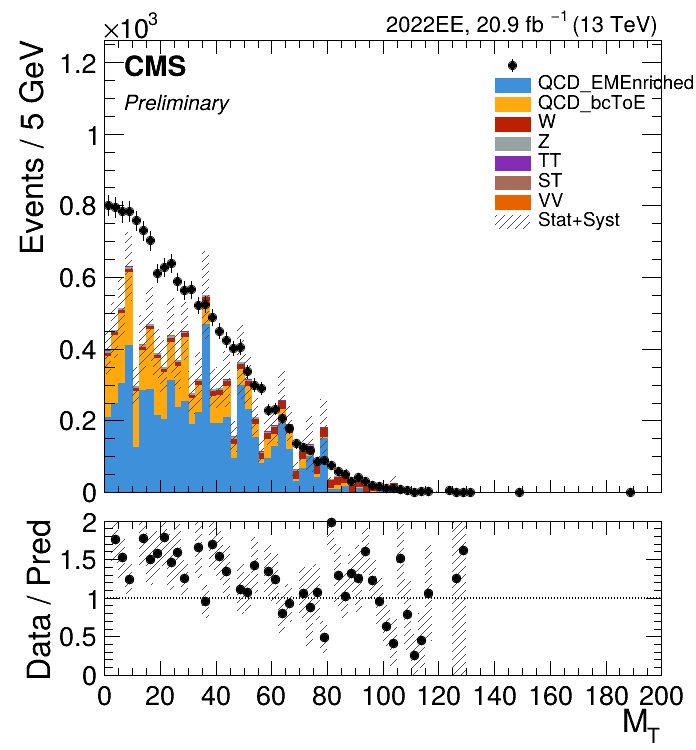 ×10³
2022EE, 20.9 fb⁻¹ (13 TeV)
Events / 5 GeV
CMS
Preliminary
QCD_EMEnriched
QCD_bcToE
W
Z
TT
ST
VV
Stat+Syst
1.2
1
0.8
0.6
0.4
0.2
0
Data / Pred
2
1.5
1
0.5
0
0 20 40 60 80 100 120 140 160 180 200
M_T